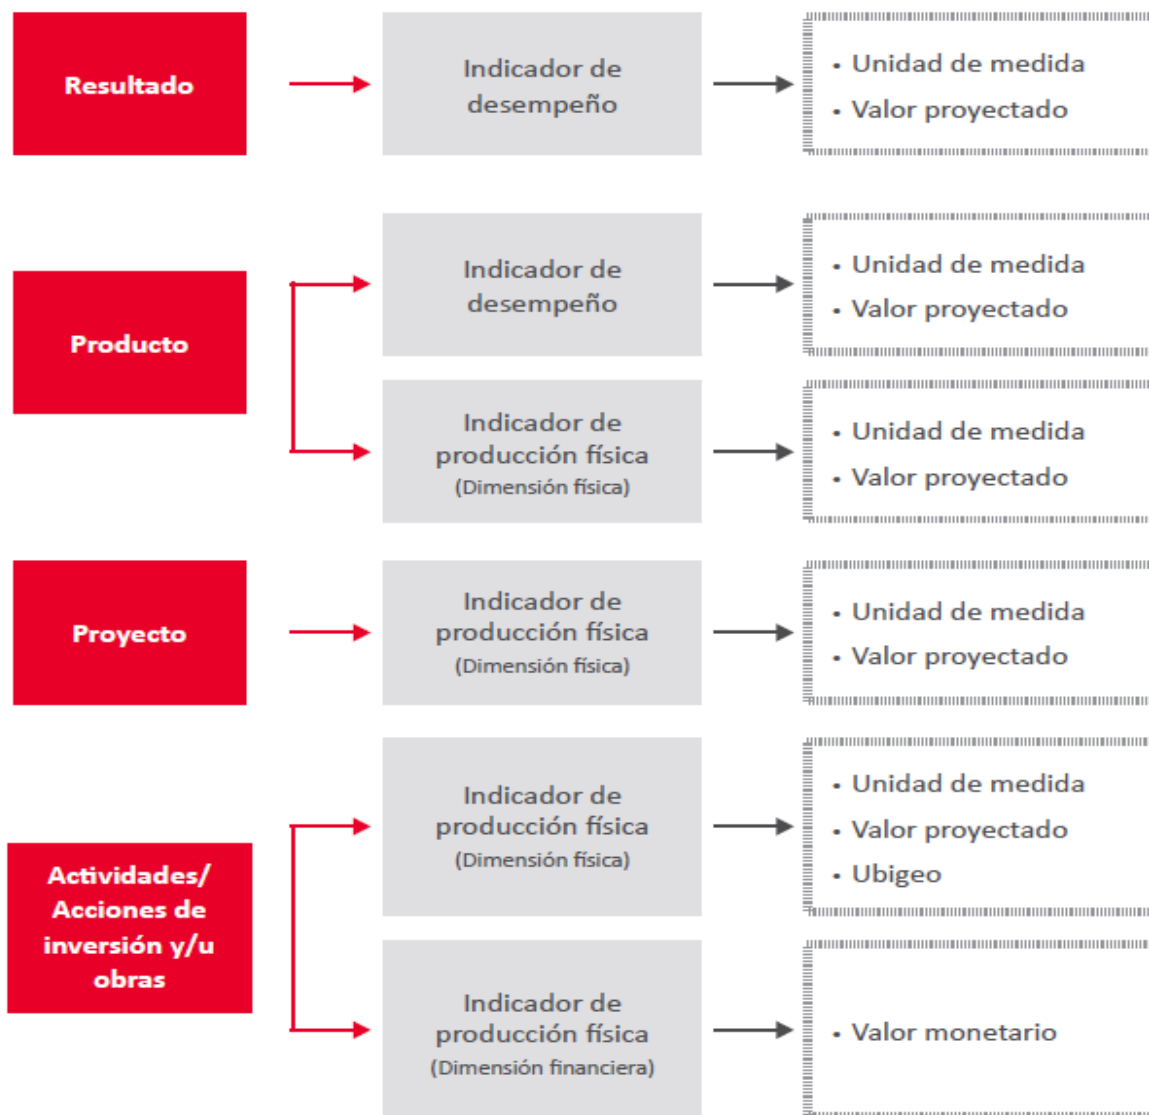 Resultado
Indicador de
desempeño
• Unidad de medida
• Valor proyectado
Producto
Indicador de
desempeño
• Unidad de medida
• Valor proyectado
Indicador de
producción física
(Dimensión física)
• Unidad de medida
• Valor proyectado
Proyecto
Indicador de
producción física
(Dimensión física)
• Unidad de medida
• Valor proyectado
Actividades/
Acciones de
inversión y/u
obras
Indicador de
producción física
(Dimensión física)
• Unidad de medida
• Valor proyectado
• Ubigeo
Indicador de
producción física
(Dimensión financiera)
• Valor monetario